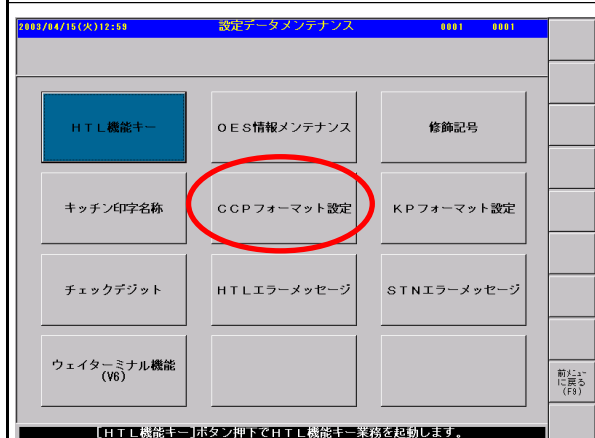 2003/04/15(火)12:59 設定データメンテナンス 0001 0001
HTL機能キー OES情報メンテナンス 修飾記号
キッチン印字名称 CCPフォーマット設定 KPフォーマット設定
チェックデジット HTLエラーメッセージ STNエラーメッセージ
ウェイターミナル機能
(V6)
前メニュー
に戻る
(F9)
[HTL機能キー]ボタン押下でHTL機能キー業務を起動します。